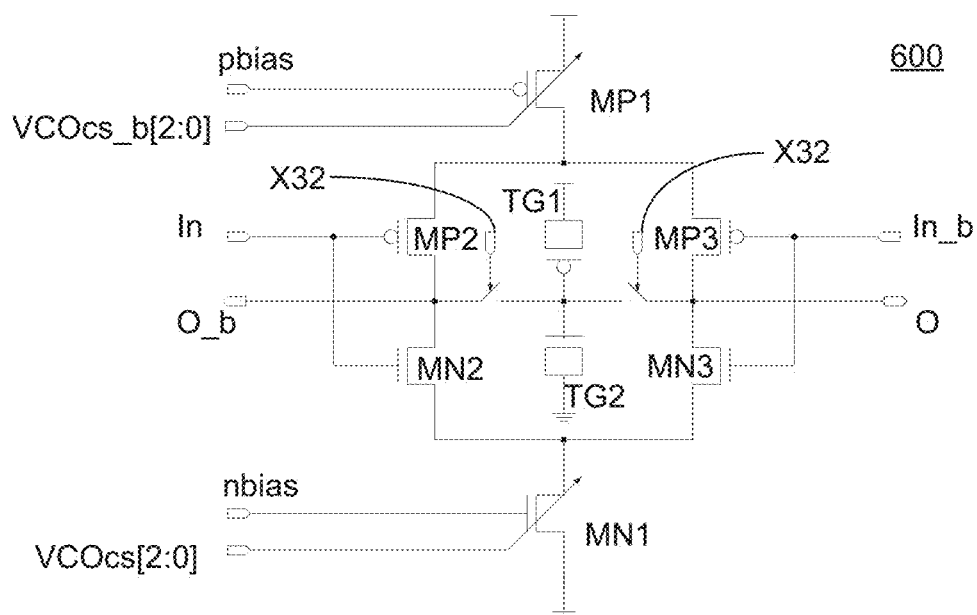 600
pbias
MP1
VCOcs_b[2:0]
X32
X32
TG1
In
MP2
MP3
In_b
O_b
O
MN2
MN3
TG2
nbias
MN1
VCOcs[2:0]